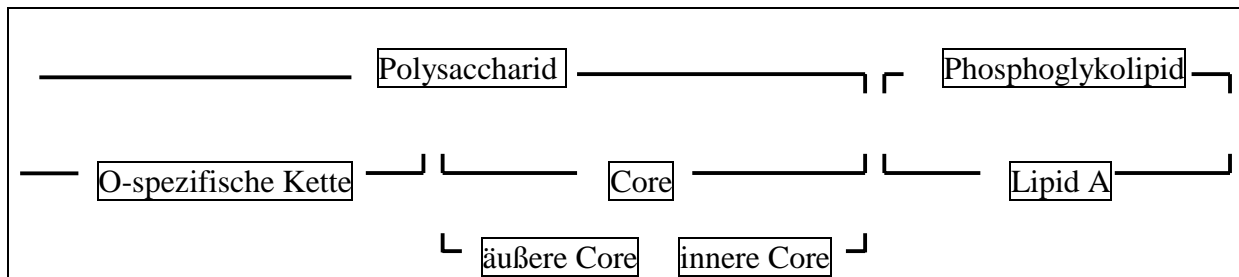 Polysaccharid Phosphoglykolipid
O-spezifische Kette Core Lipid A
äußere Core innere Core